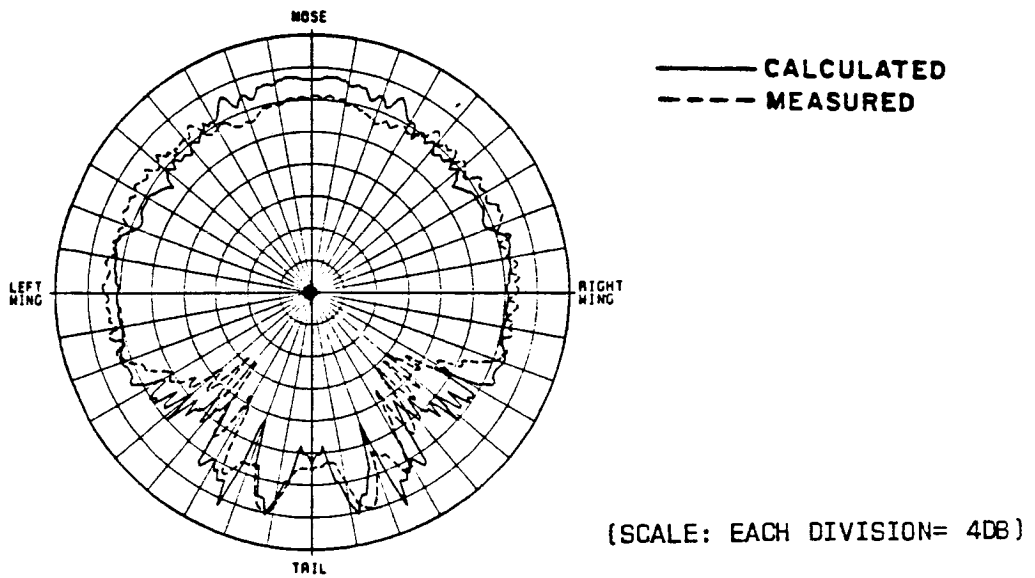 NOSE
CALCULATED
MEASURED
LEFT
WING
RIGHT
WING
TAIL
(SCALE: EACH DIVISION= 4DB)